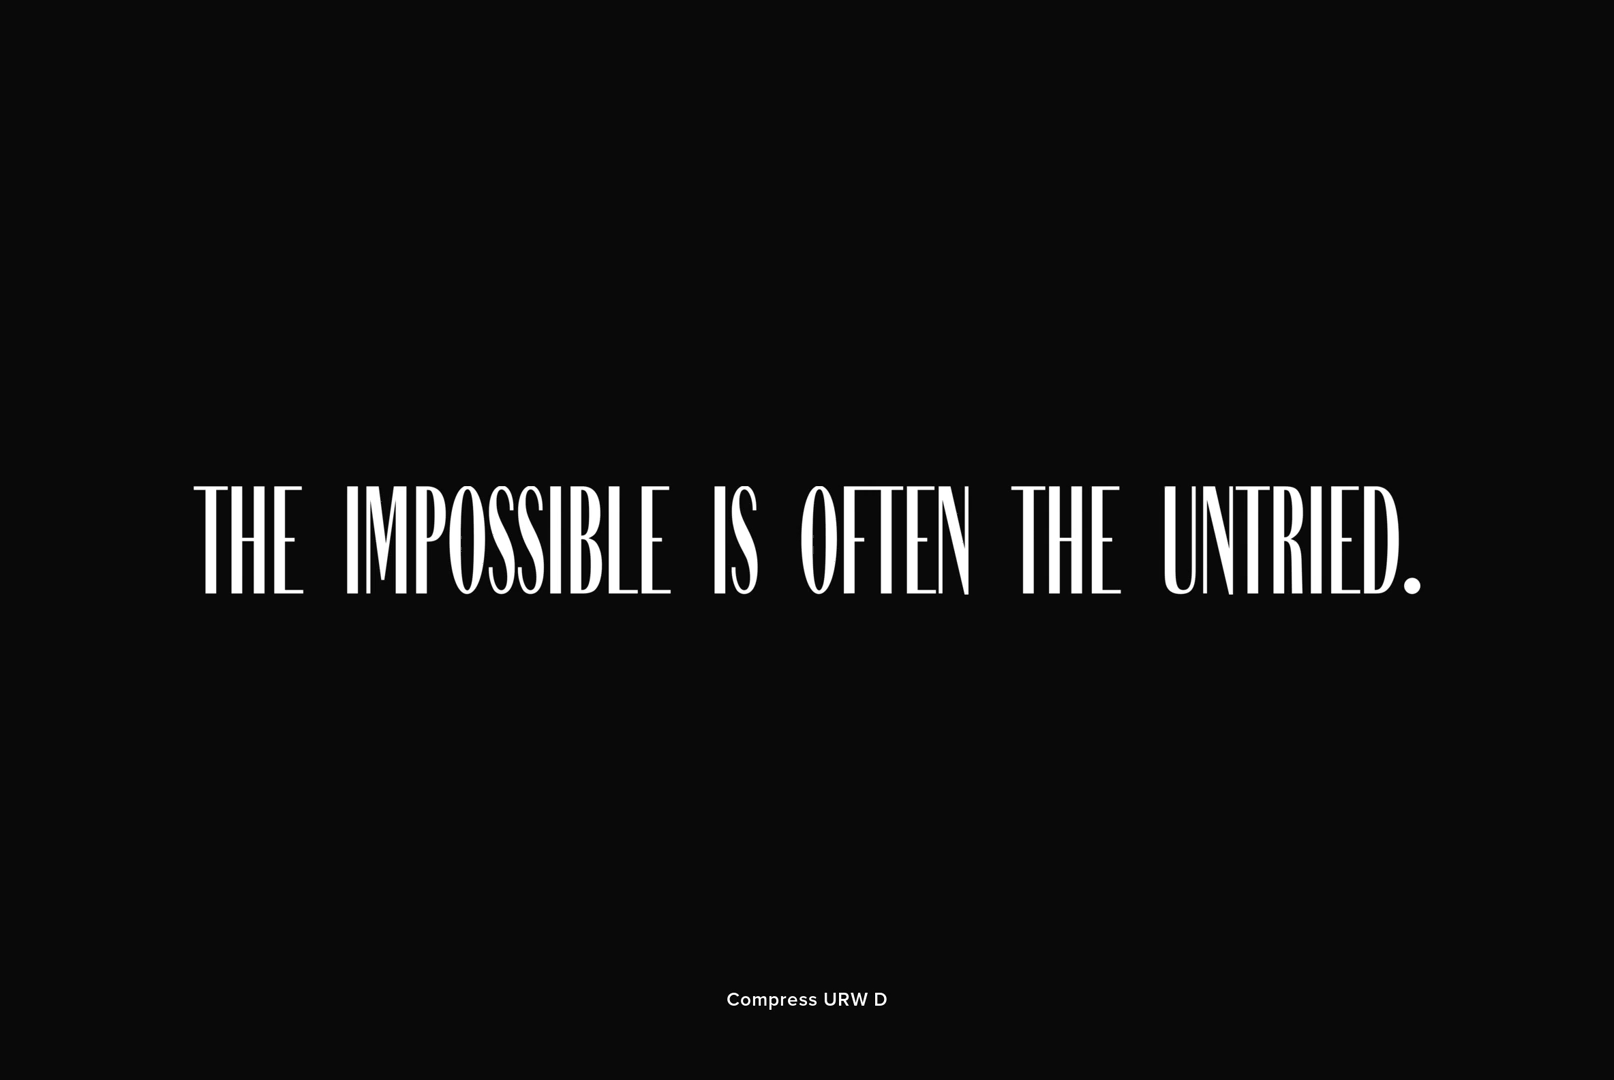 THE IMPOSSIBLE IS OFTEN THE UNTRIED.
Compress URW D